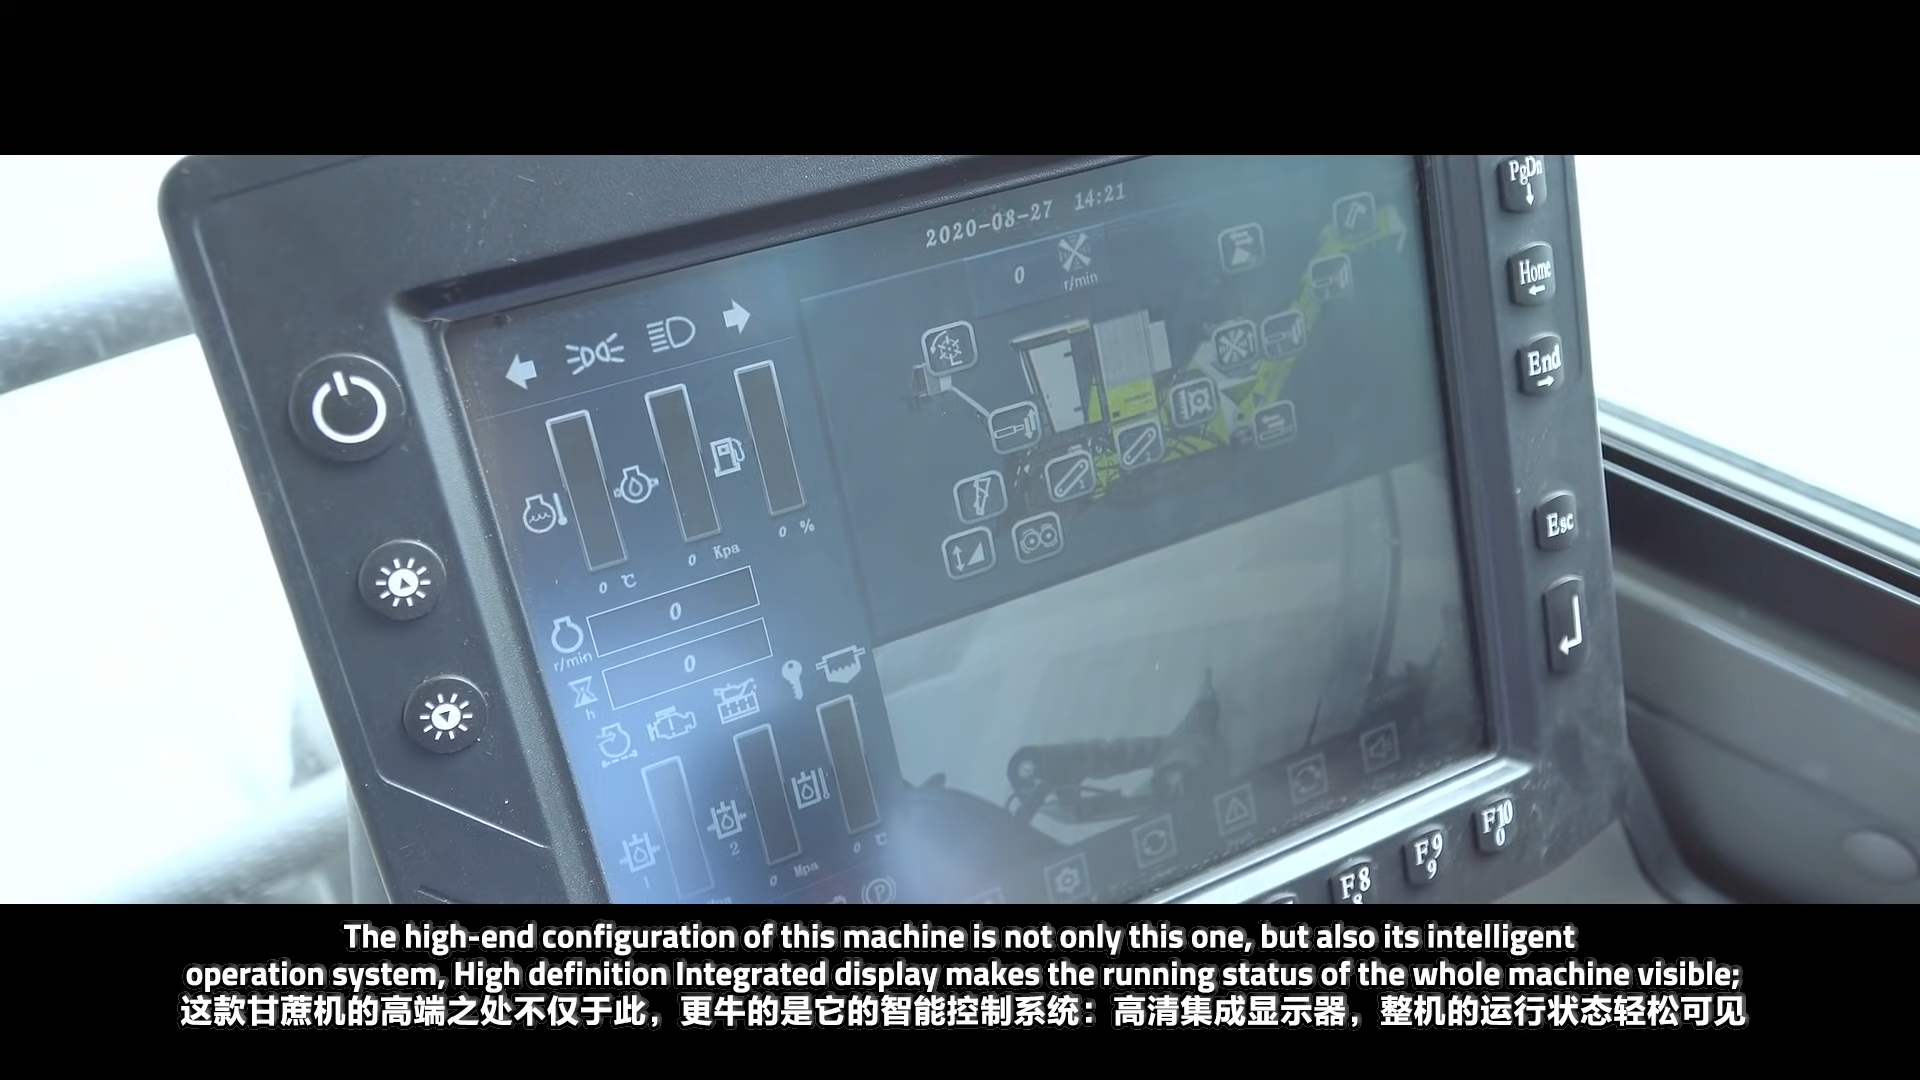 2020-08-27 14:21
0
r/min
0 ℃
0 Kpa
0 %
0
r/min
0
h
1
2
0 Mpa
0 ℃
PgDn
Home
End
Esc
F8
8
F9
9
F10
0
The high-end configuration of this machine is not only this one, but also its intelligent
operation system, High definition Integrated display makes the running status of the whole machine visible;
这款甘蔗机的高端之处不仅于此，更牛的是它的智能控制系统：高清集成显示器，整机的运行状态轻松可见